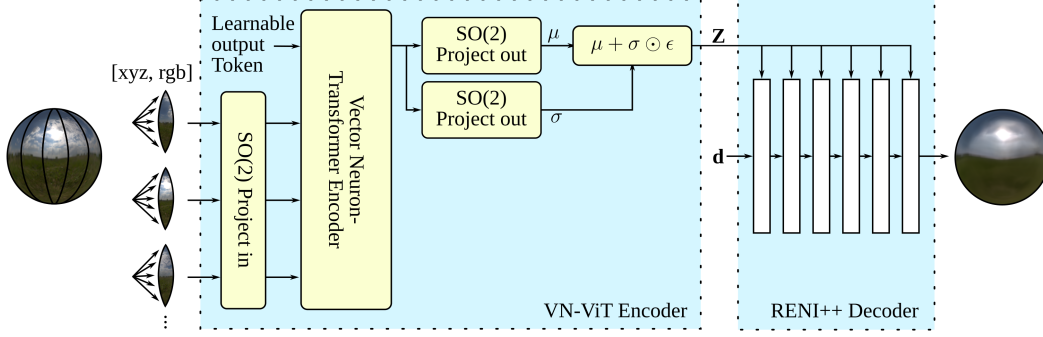 Learnable
output
Token
[xyz, rgb]
SO(2) Project in
Vector Neuron-
Transformer Encoder
SO(2)
Project out
μ
SO(2)
Project out
σ
μ + σ ⊙ ϵ
Z
d
VN-ViT Encoder
RENI++ Decoder
⋮